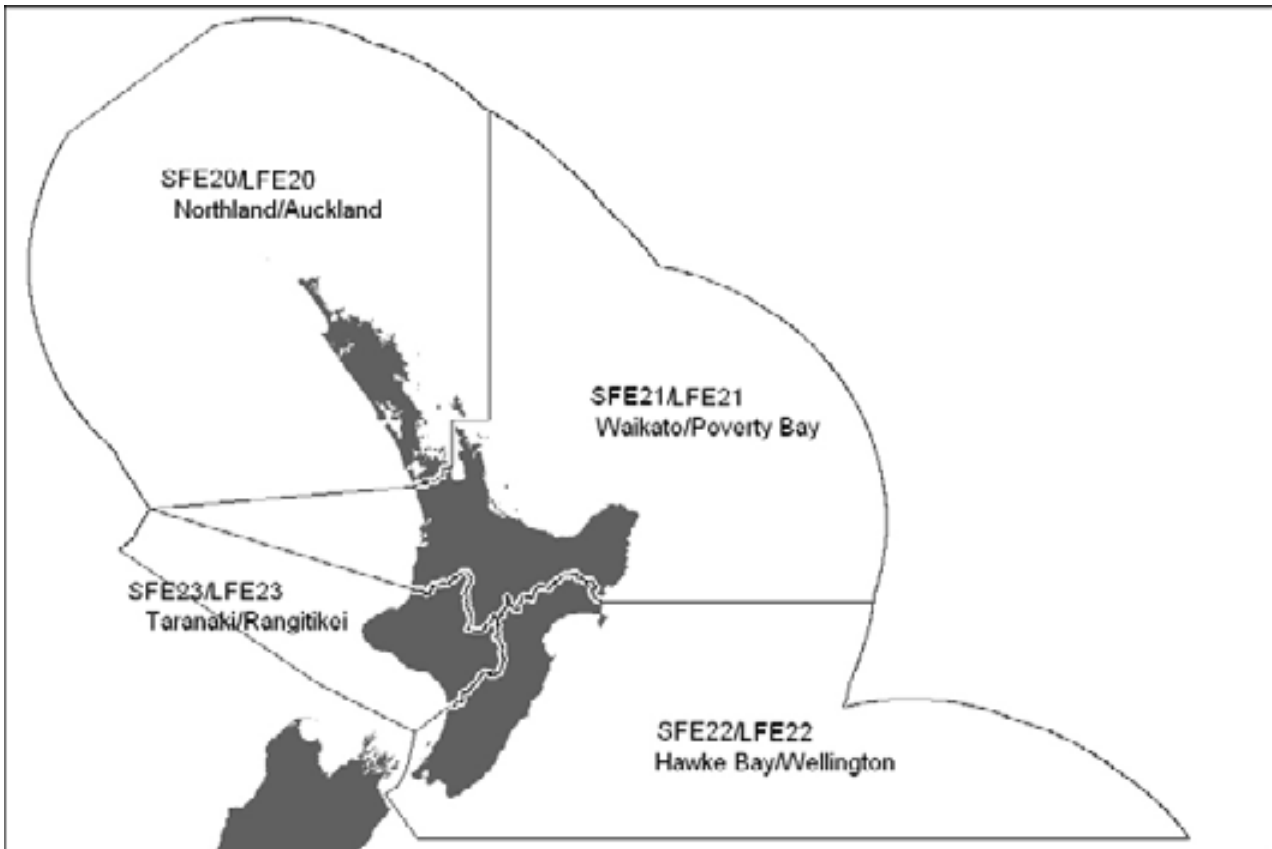 SFE20/LFE20
Northland/Auckland
SFE21/LFE21
Waikato/Poverty Bay
SFE23/LFE23
Taranaki/Rangitikei
SFE22/LFE22
Hawke Bay/Wellington